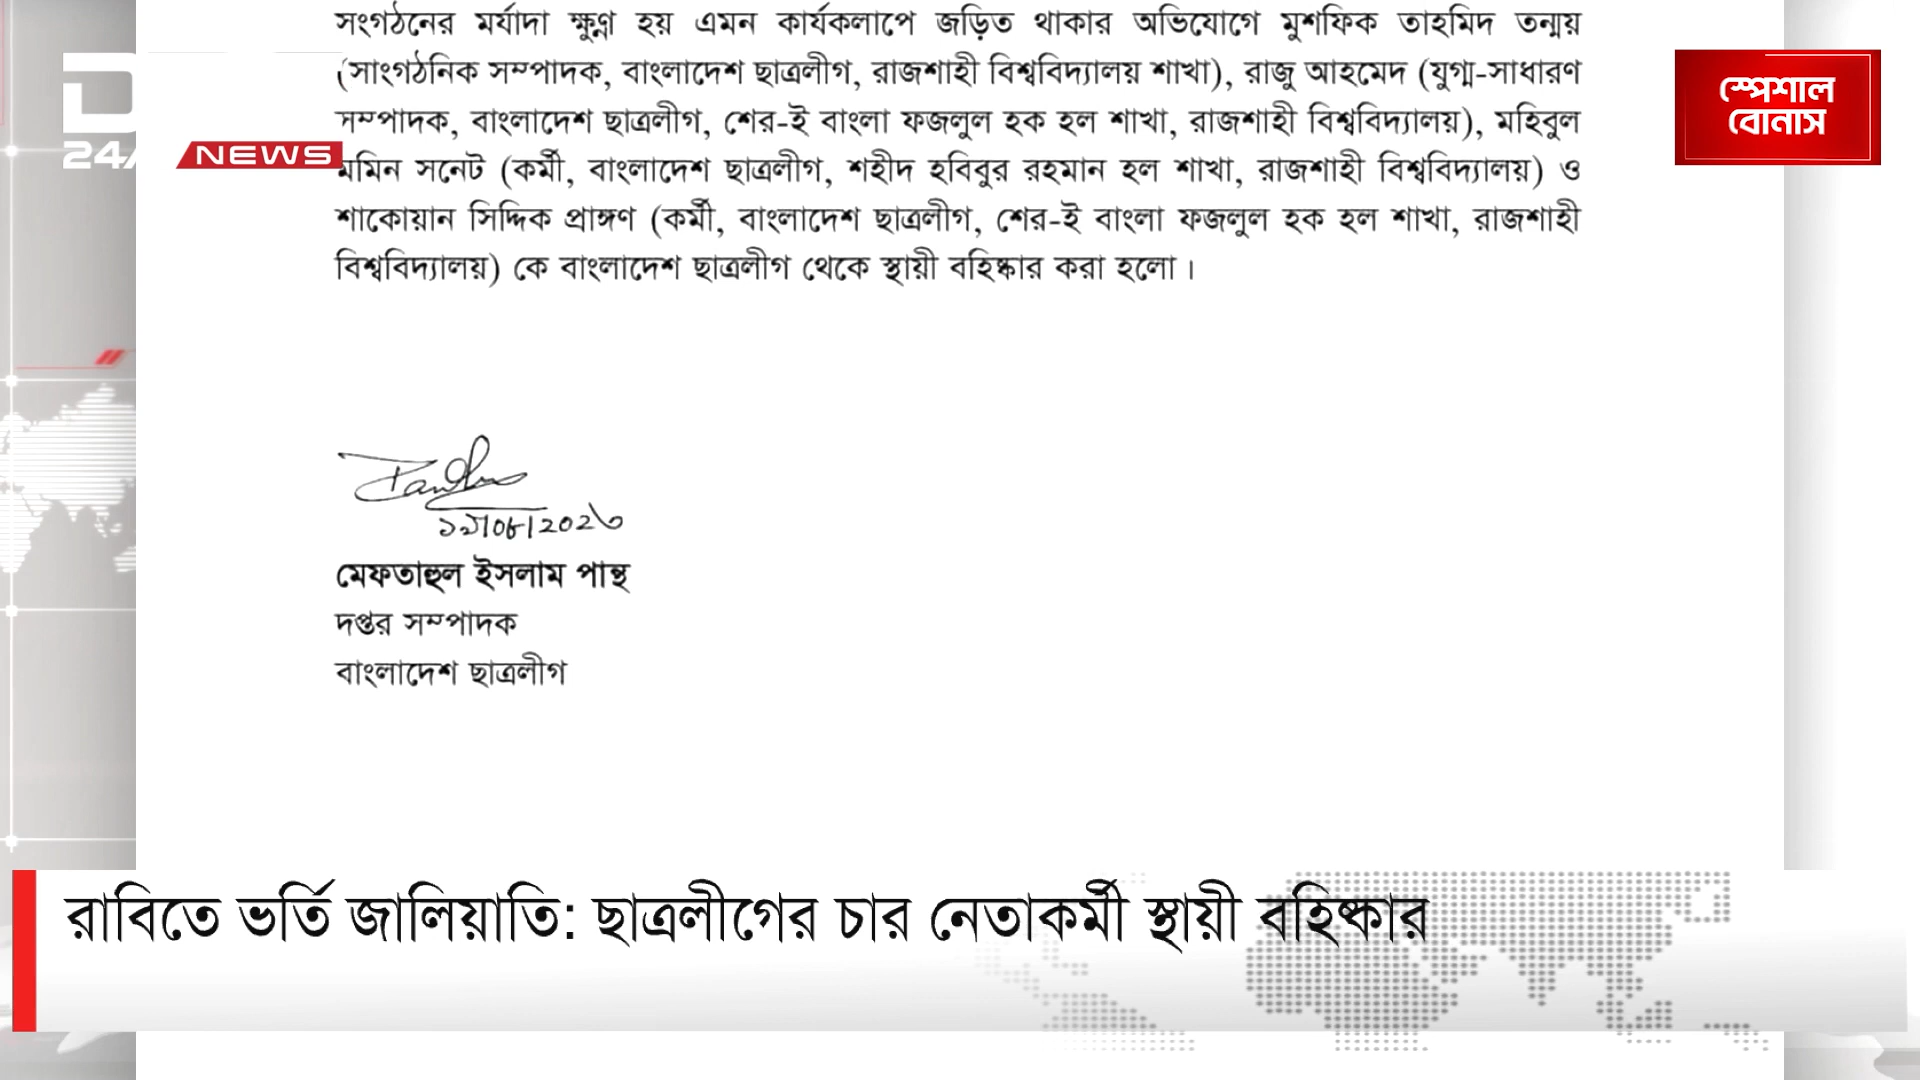 সংগঠনের মর্যাদা ক্ষুণ্ণ হয় এমন কার্যকলাপে জড়িত থাকার অভিযোগে মুশফিক তাহমিদ তন্ময়
(সাংগঠনিক সম্পাদক, বাংলাদেশ ছাত্রলীগ, রাজশাহী বিশ্ববিদ্যালয় শাখা), রাজু আহমেদ (যুগ্ম-সাধারণ
সম্পাদক, বাংলাদেশ ছাত্রলীগ, শের-ই বাংলা ফজলুল হক হল শাখা, রাজশাহী বিশ্ববিদ্যালয়), মহিবুল
মমিন সনেট (কর্মী, বাংলাদেশ ছাত্রলীগ, শহীদ হবিবুর রহমান হল শাখা, রাজশাহী বিশ্ববিদ্যালয়) ও
শাকোয়ান সিদ্দিক প্রাঙ্গণ (কর্মী, বাংলাদেশ ছাত্রলীগ, শের-ই বাংলা ফজলুল হক হল শাখা, রাজশাহী
বিশ্ববিদ্যালয়) কে বাংলাদেশ ছাত্রলীগ থেকে স্থায়ী বহিষ্কার করা হলো।
24/
NEWS
স্পেশাল
বোনাস
মেফতাহুল ইসলাম পান্থ
দপ্তর সম্পাদক
বাংলাদেশ ছাত্রলীগ
রাবিতে ভর্তি জালিয়াতি: ছাত্রলীগের চার নেতাকর্মী স্থায়ী বহিষ্কার